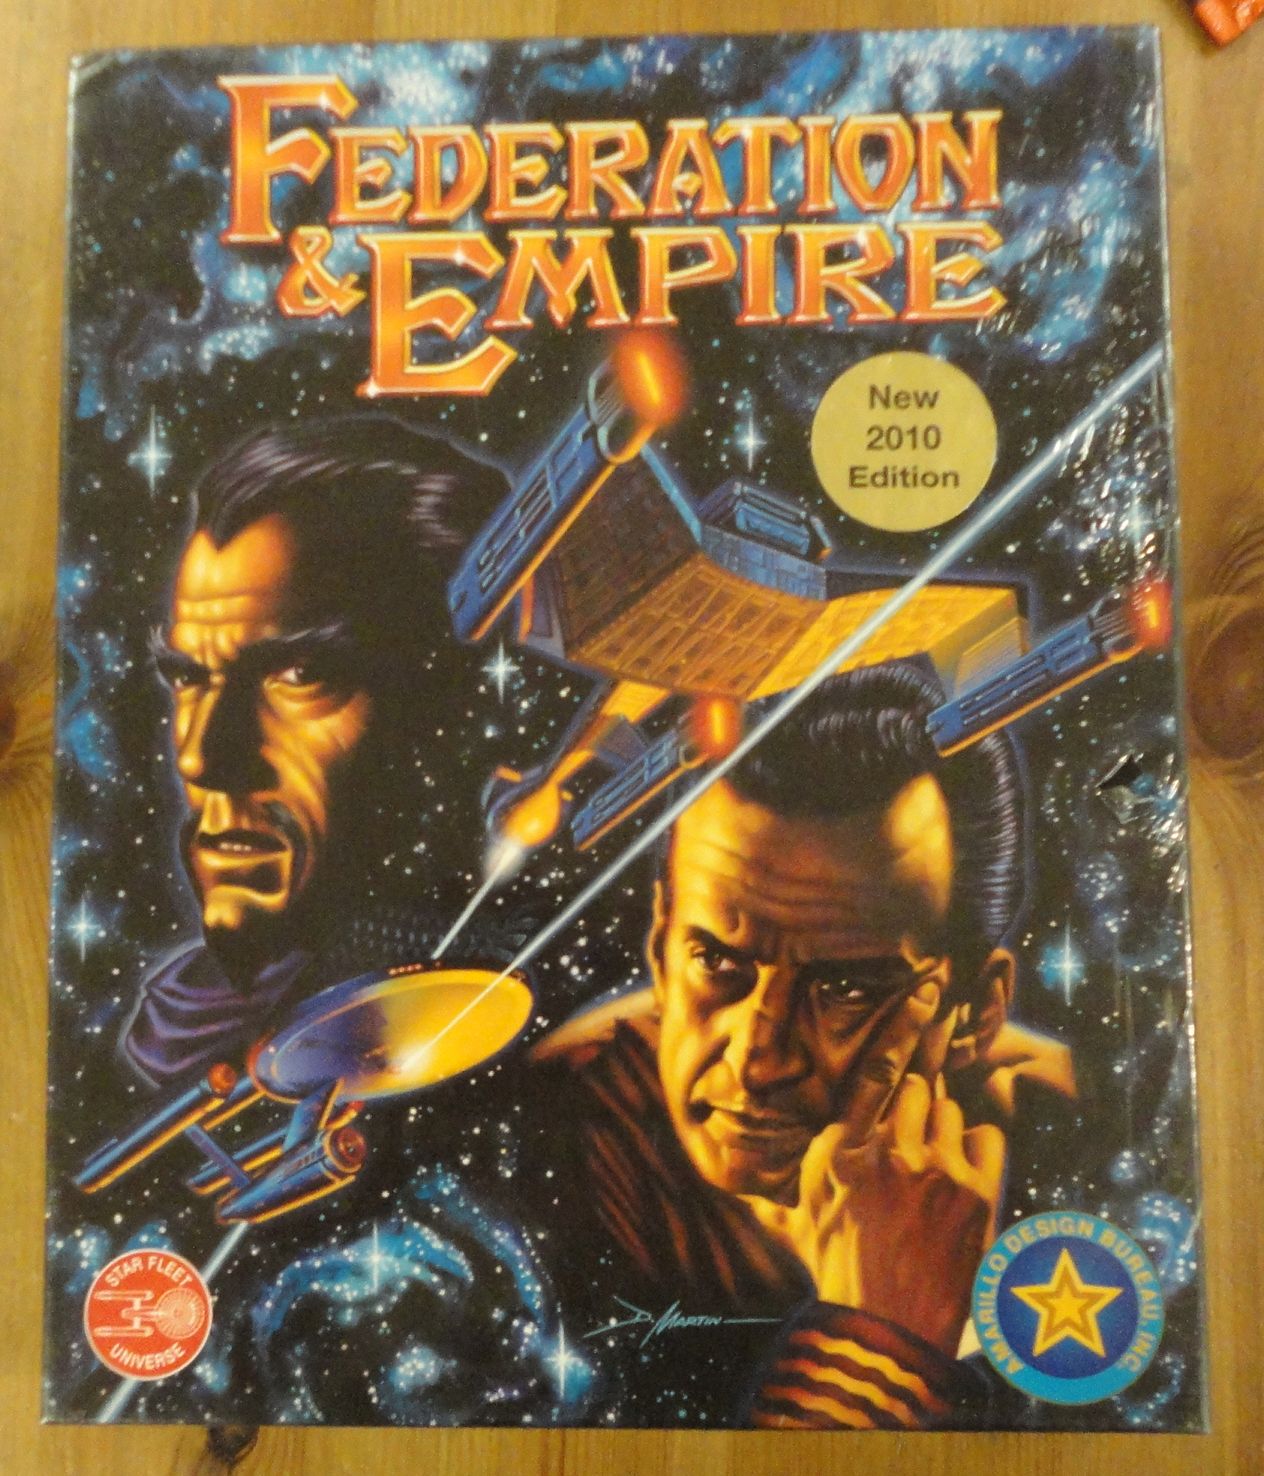 FEDERATION
& EMPIRE
New
2010
Edition
STAR FLEET
UNIVERSE
D. MARTIN
AMARILLO DESIGN BUREAU, INC.